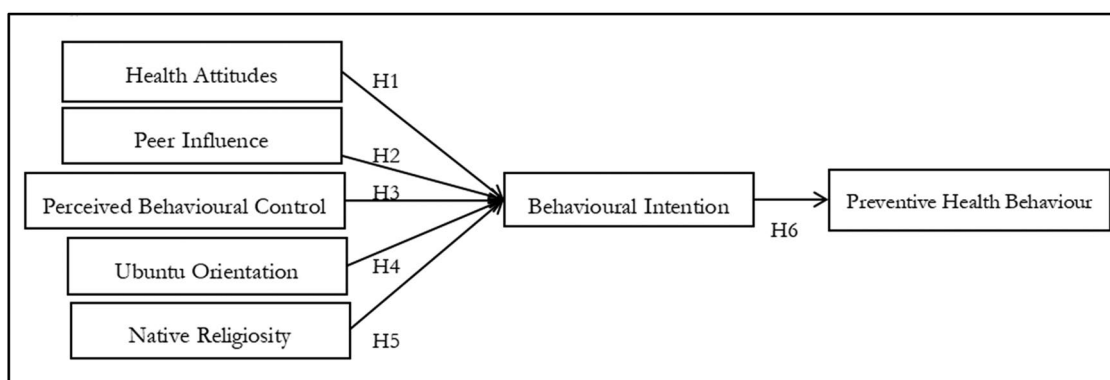 Health Attitudes
H1
Peer Influence
H2
Perceived Behavioural Control
H3
Ubuntu Orientation
H4
Native Religiosity
H5
Behavioural Intention
H6
Preventive Health Behaviour